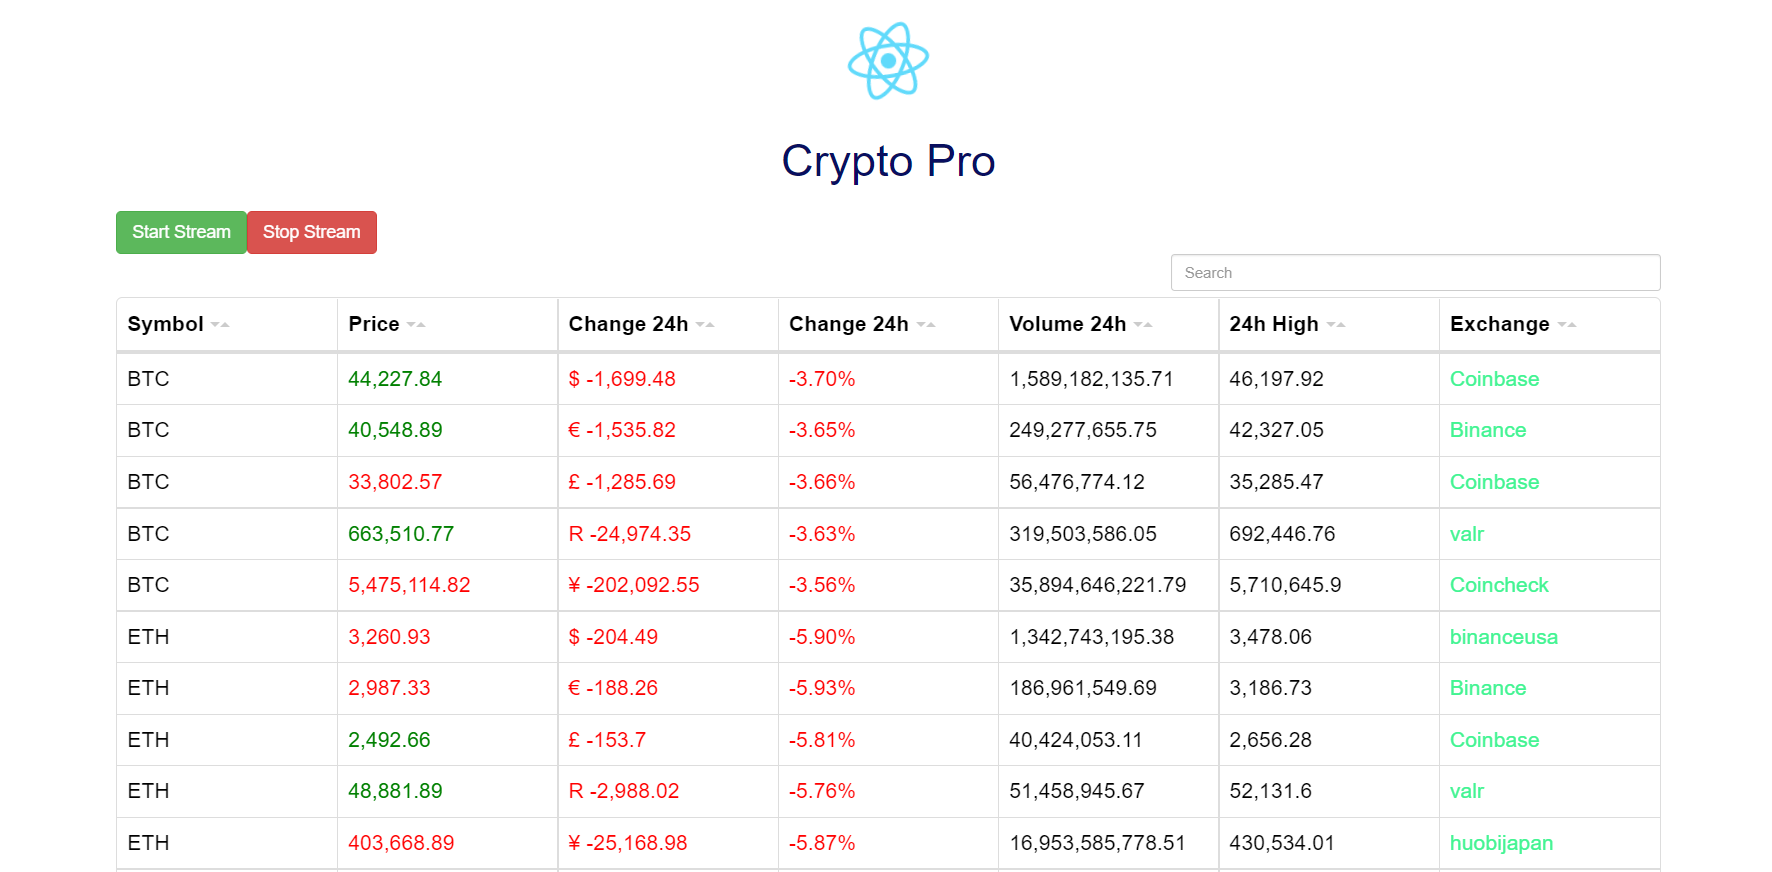 Crypto Pro
Start Stream Stop Stream
Search
Symbol Price Change 24h Change 24h Volume 24h 24h High Exchange
BTC 44,227.84 $ -1,699.48 -3.70% 1,589,182,135.71 46,197.92 Coinbase
BTC 40,548.89 € -1,535.82 -3.65% 249,277,655.75 42,327.05 Binance
BTC 33,802.57 £ -1,285.69 -3.66% 56,476,774.12 35,285.47 Coinbase
BTC 663,510.77 R -24,974.35 -3.63% 319,503,586.05 692,446.76 valr
BTC 5,475,114.82 ¥ -202,092.55 -3.56% 35,894,646,221.79 5,710,645.9 Coincheck
ETH 3,260.93 $ -204.49 -5.90% 1,342,743,195.38 3,478.06 binanceusa
ETH 2,987.33 € -188.26 -5.93% 186,961,549.69 3,186.73 Binance
ETH 2,492.66 £ -153.7 -5.81% 40,424,053.11 2,656.28 Coinbase
ETH 48,881.89 R -2,988.02 -5.76% 51,458,945.67 52,131.6 valr
ETH 403,668.89 ¥ -25,168.98 -5.87% 16,953,585,778.51 430,534.01 huobijapan